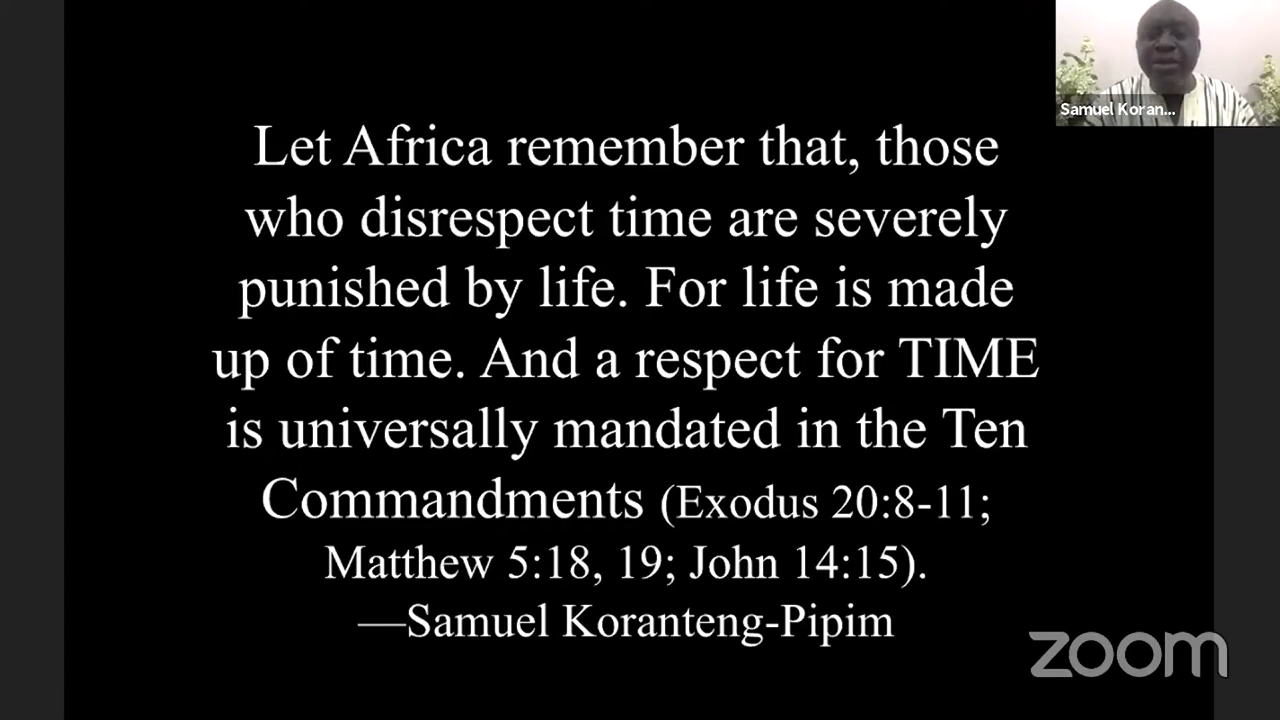 Samuel Koran...
Let Africa remember that, those
who disrespect time are severely
punished by life. For life is made
up of time. And a respect for TIME
is universally mandated in the Ten
Commandments (Exodus 20:8-11;
Matthew 5:18, 19; John 14:15).
—Samuel Koranteng-Pipim
zoom